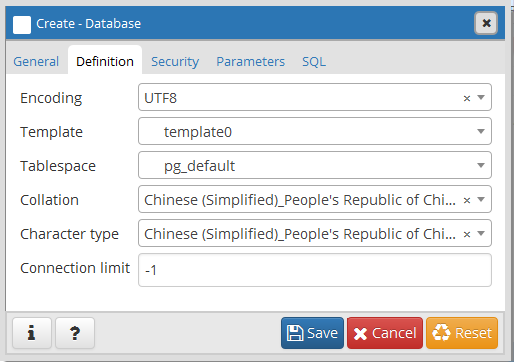 Create - Database
General Definition Security Parameters SQL
Encoding UTF8
Template template0
Tablespace pg_default
Collation Chinese (Simplified)_People's Republic of Chi...
Character type Chinese (Simplified)_People's Republic of Chi...
Connection limit -1
i ? Save Cancel Reset